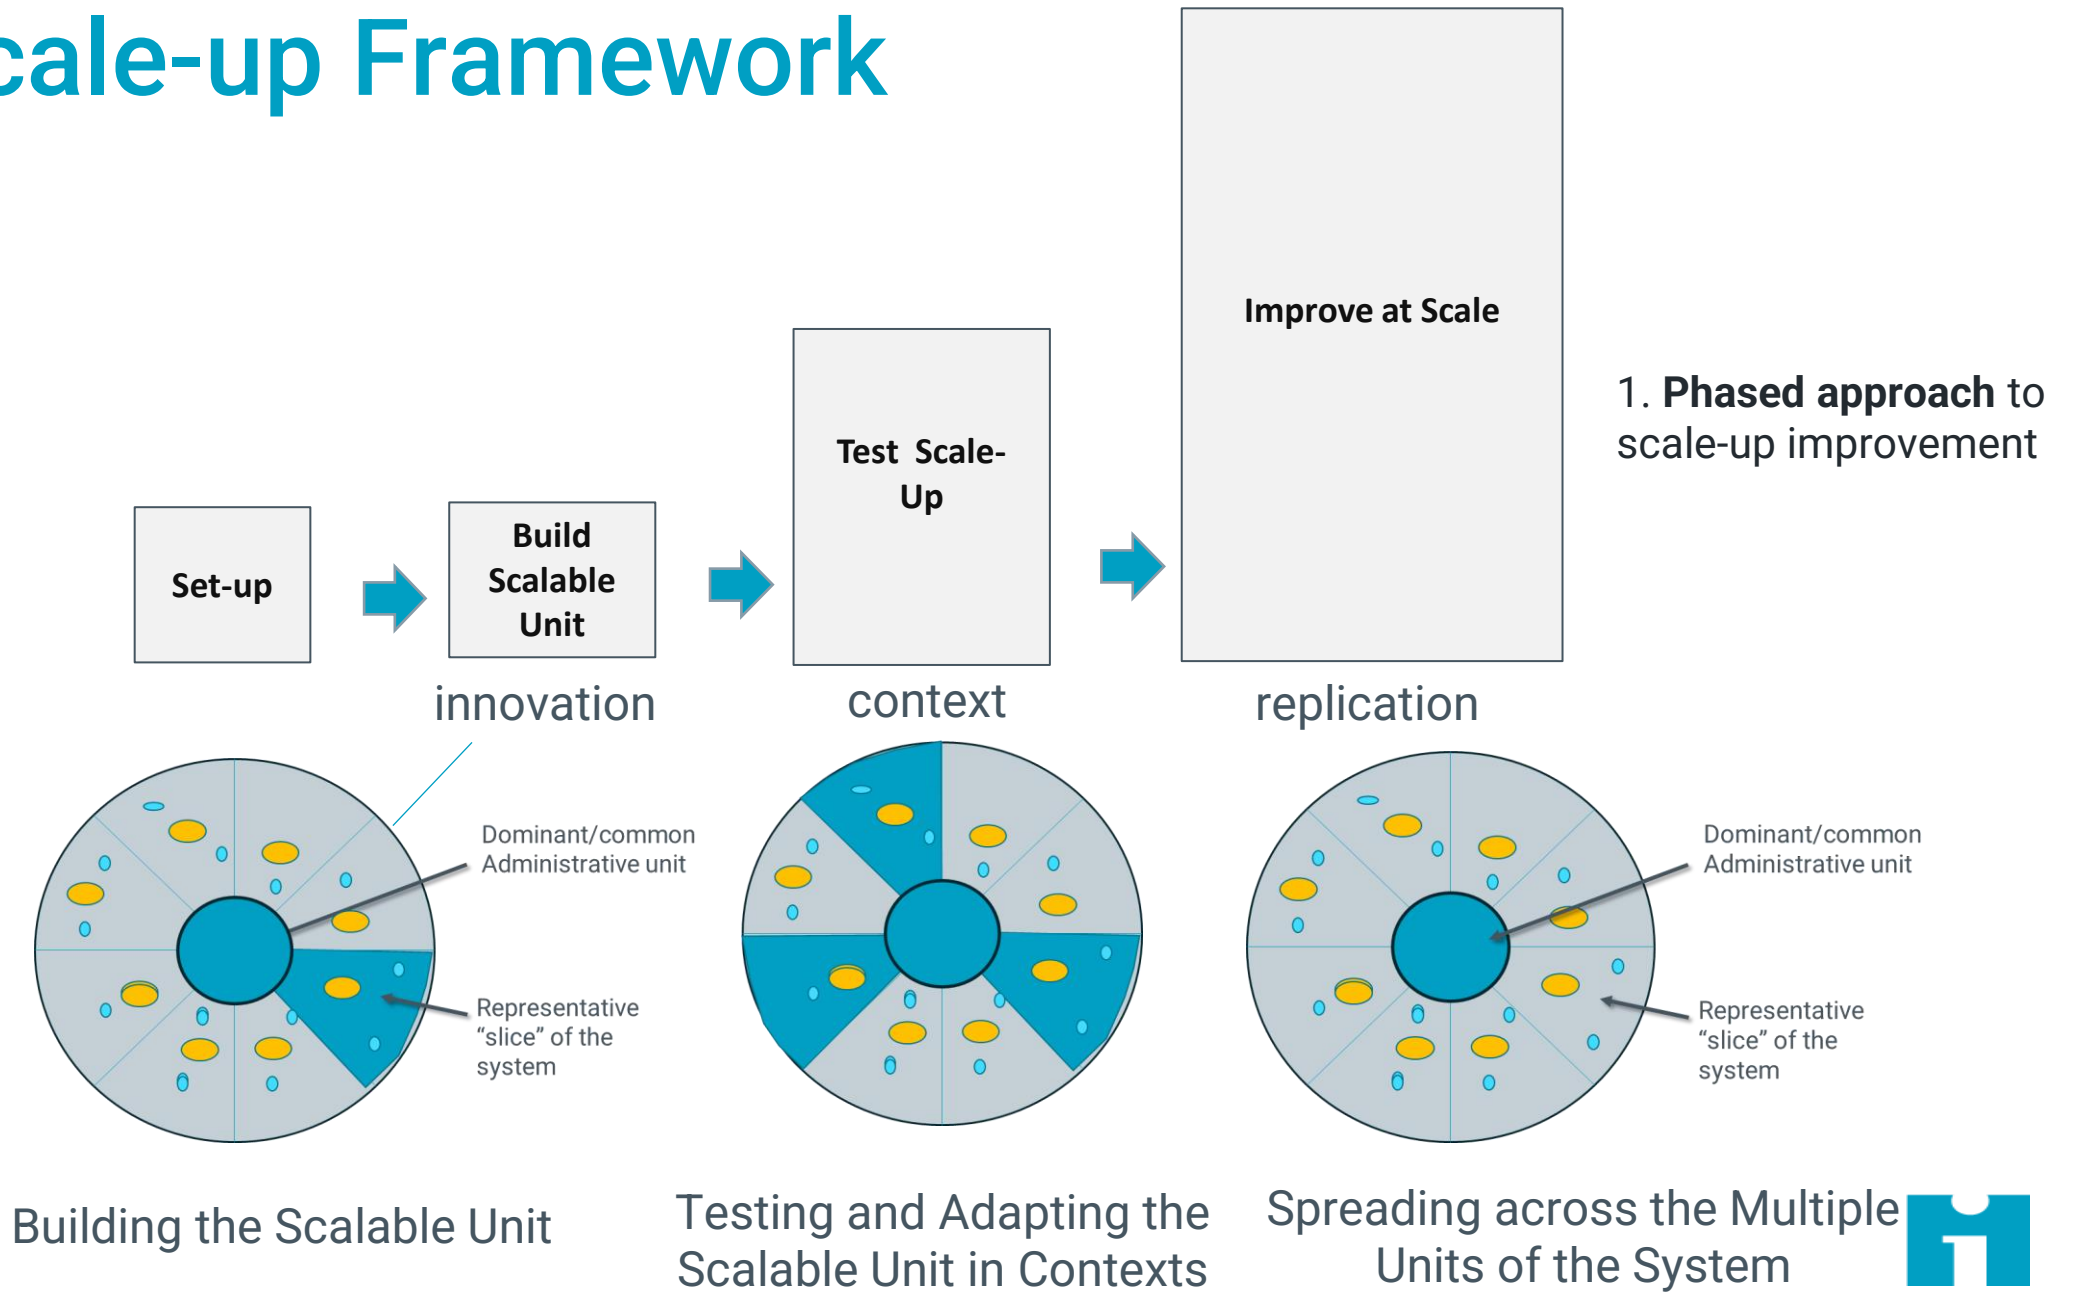 cale-up Framework
Improve at Scale
1. Phased approach to
scale-up improvement
Test Scale-
Up
Build
Scalable
Unit
Set-up
innovation
context
replication
Dominant/common
Administrative unit
Representative
“slice” of the
system
Dominant/common
Administrative unit
Representative
“slice” of the
system
Building the Scalable Unit
Testing and Adapting the
Scalable Unit in Contexts
Spreading across the Multiple
Units of the System